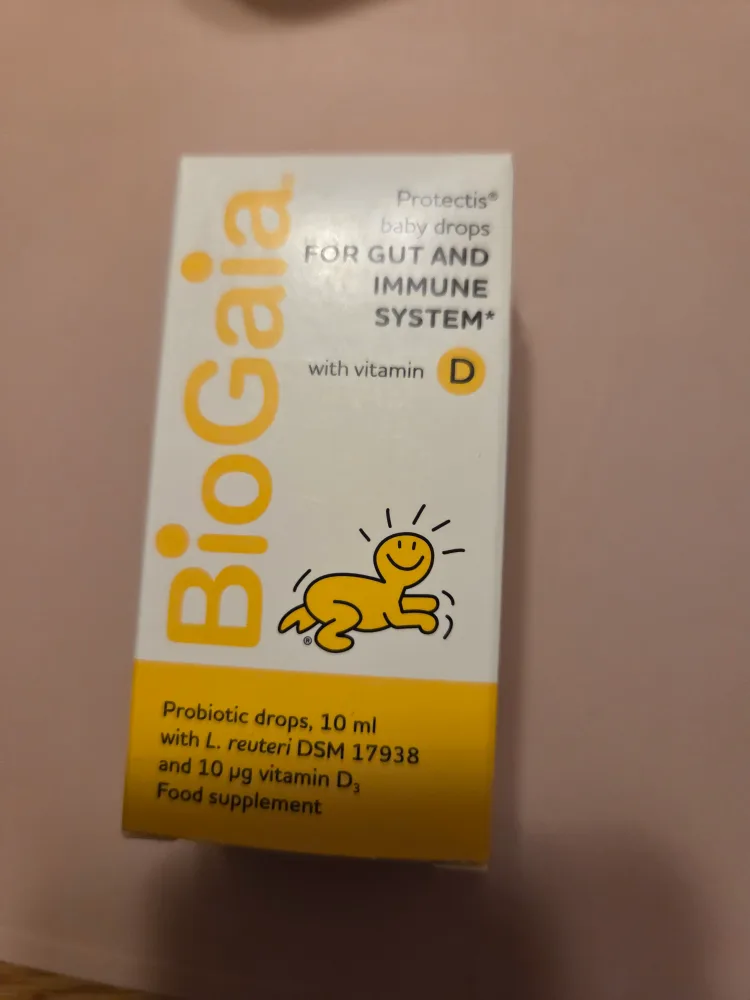 BioGaia
Protectis®
baby drops
FOR GUT AND
IMMUNE
SYSTEM*
with vitamin D
®
Probiotic drops, 10 ml
with L. reuteri DSM 17938
and 10 µg vitamin D₃
Food supplement